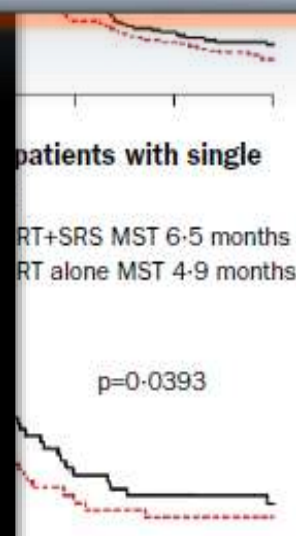 patients with single
RT+SRS MST 6·5 months
RT alone MST 4·9 months
p=0·0393